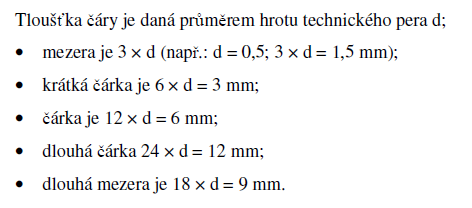 Tloušťka čáry je daná průměrem hrotu technického pera d;
• mezera je 3 × d (např.: d = 0,5; 3 × d = 1,5 mm);
• krátká čárka je 6 × d = 3 mm;
• čárka je 12 × d = 6 mm;
• dlouhá čárka 24 × d = 12 mm;
• dlouhá mezera je 18 × d = 9 mm.